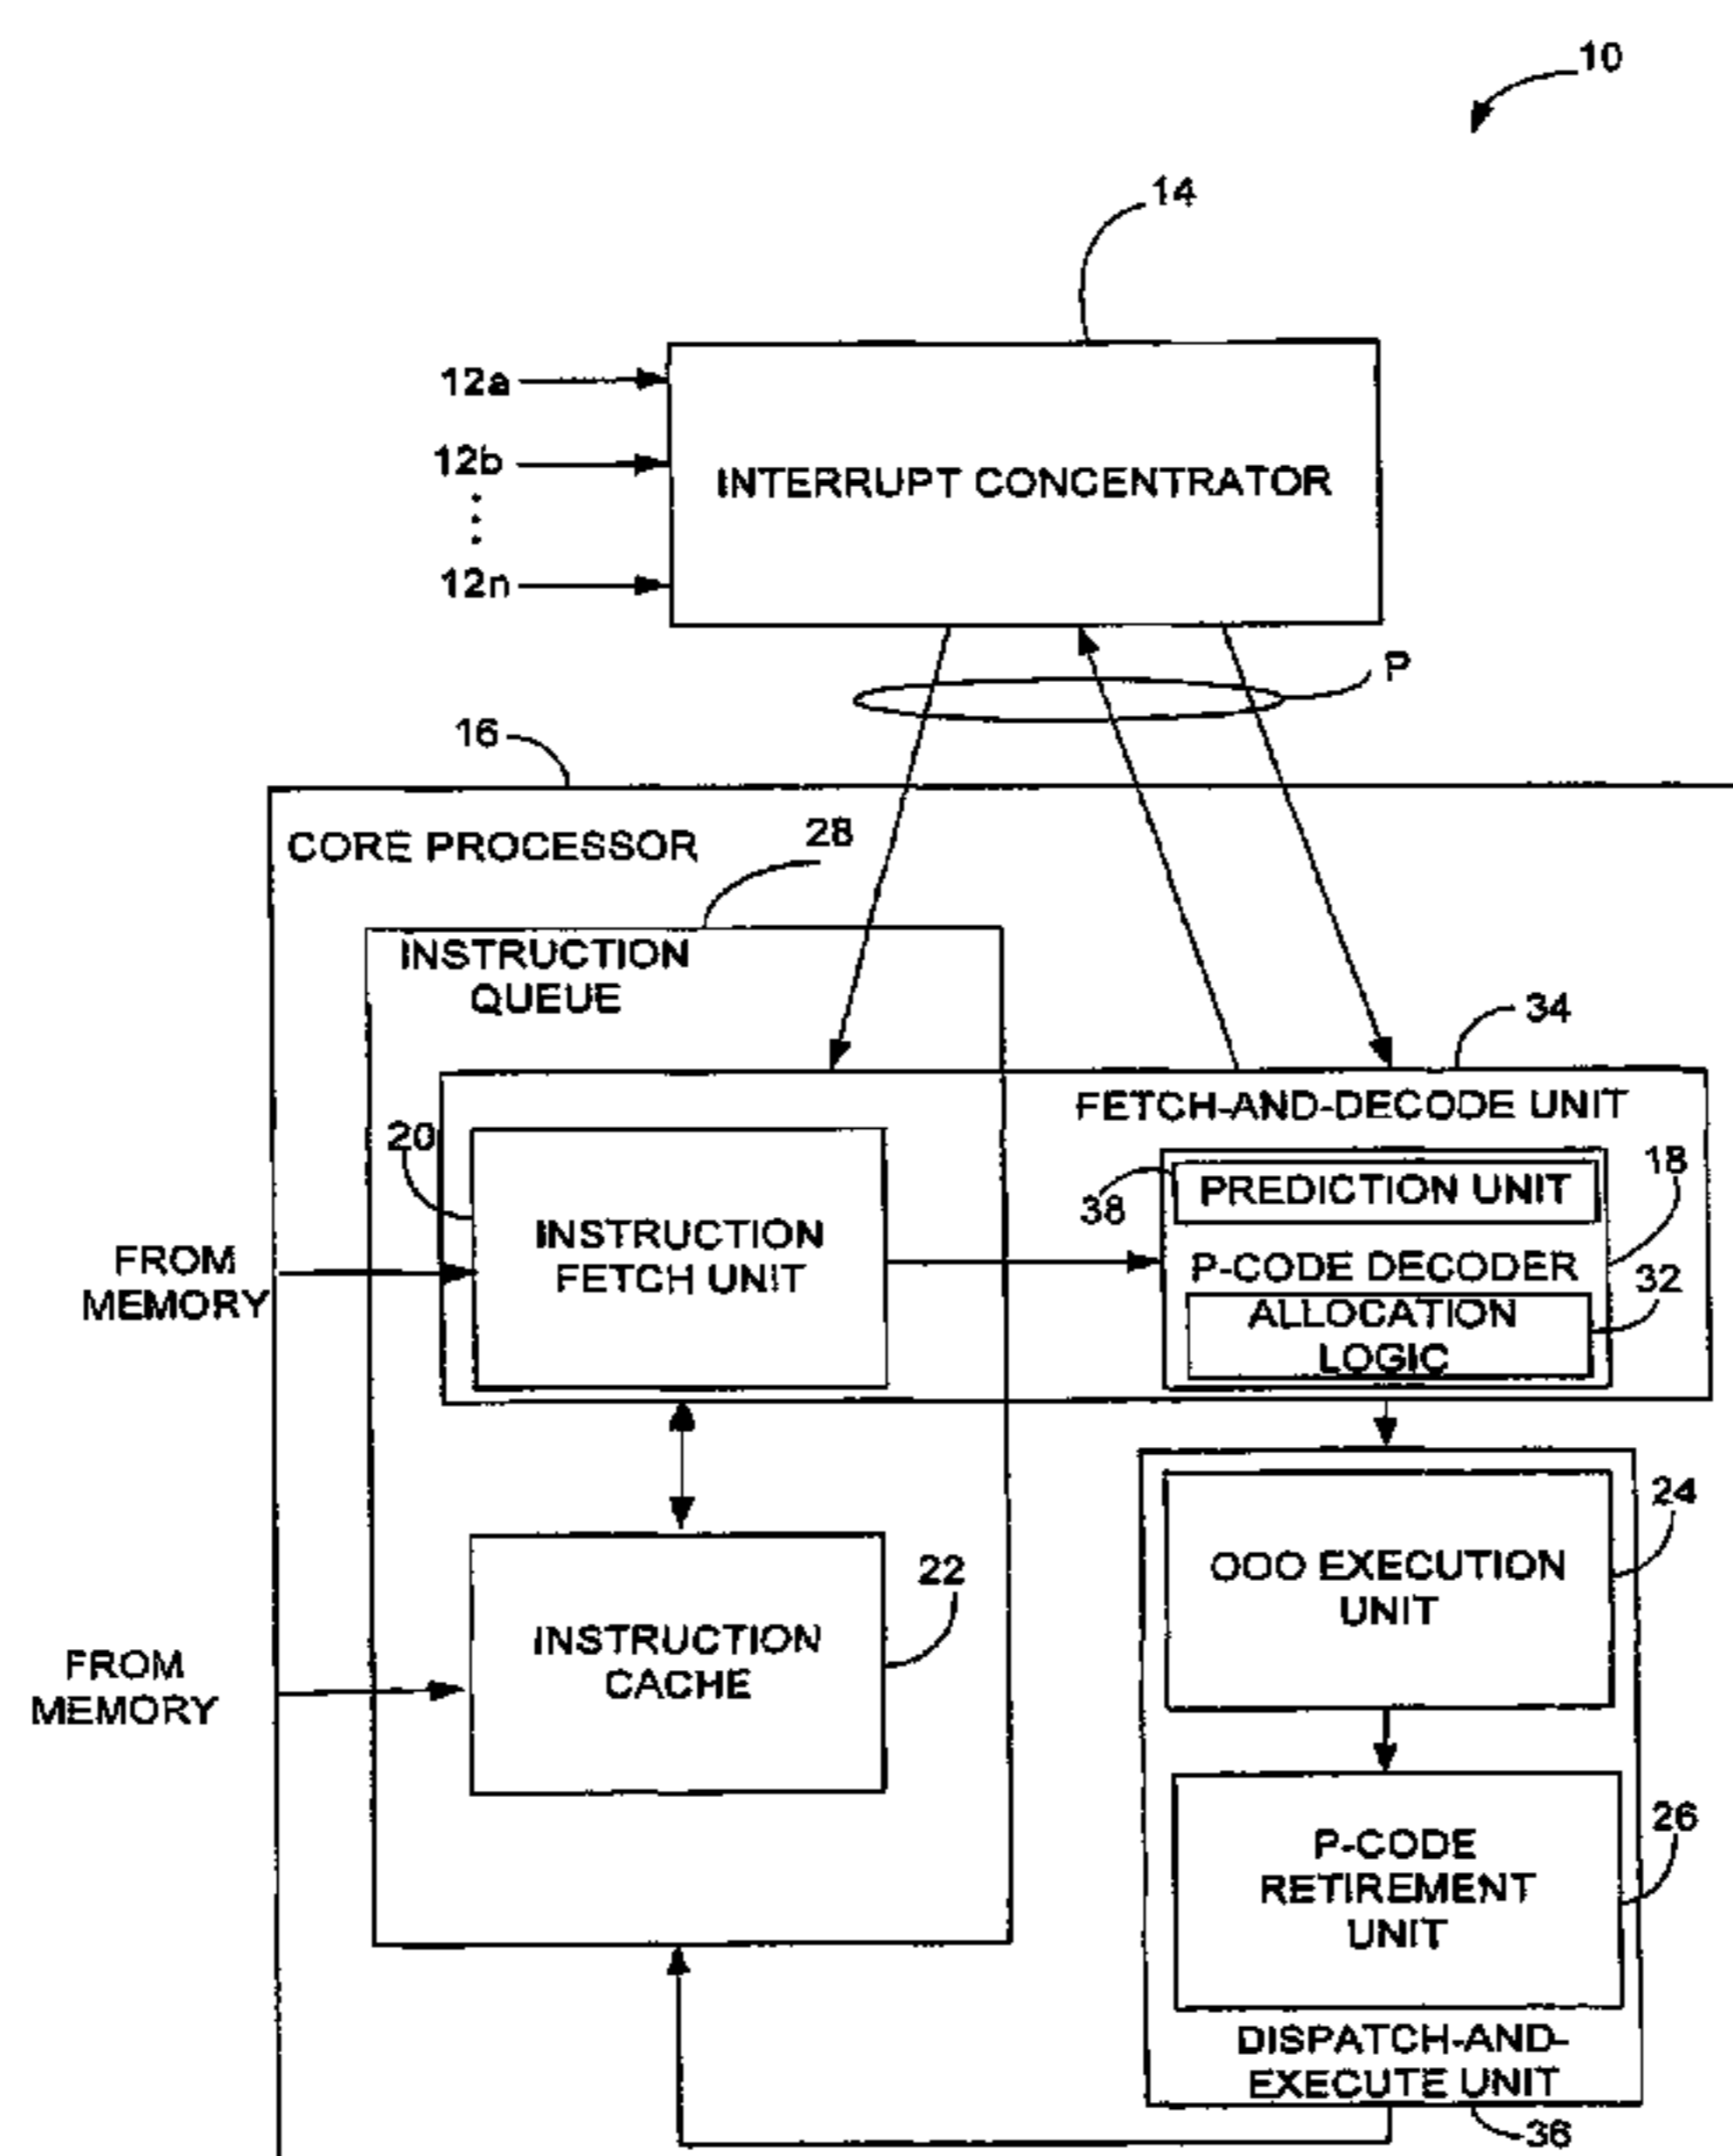 10
14
12a
12b
12n
INTERRUPT CONCENTRATOR
P
16
CORE PROCESSOR
28
INSTRUCTION
QUEUE
34
FETCH-AND-DECODE UNIT
20
INSTRUCTION
FETCH UNIT
38
PREDICTION UNIT
18
P-CODE DECODER
32
ALLOCATION
LOGIC
FROM
MEMORY
24
OOO EXECUTION
UNIT
22
INSTRUCTION
CACHE
FROM
MEMORY
26
P-CODE
RETIREMENT
UNIT
DISPATCH-AND-
EXECUTE UNIT
36